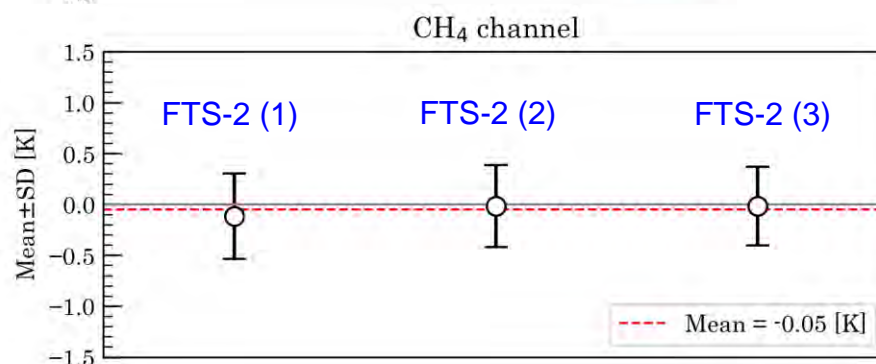 CH₄ channel
FTS-2 (1) FTS-2 (2) FTS-2 (3)
Mean±SD [K]
1.5
1.0
0.5
0.0
−0.5
−1.0
−1.5
Mean = -0.05 [K]